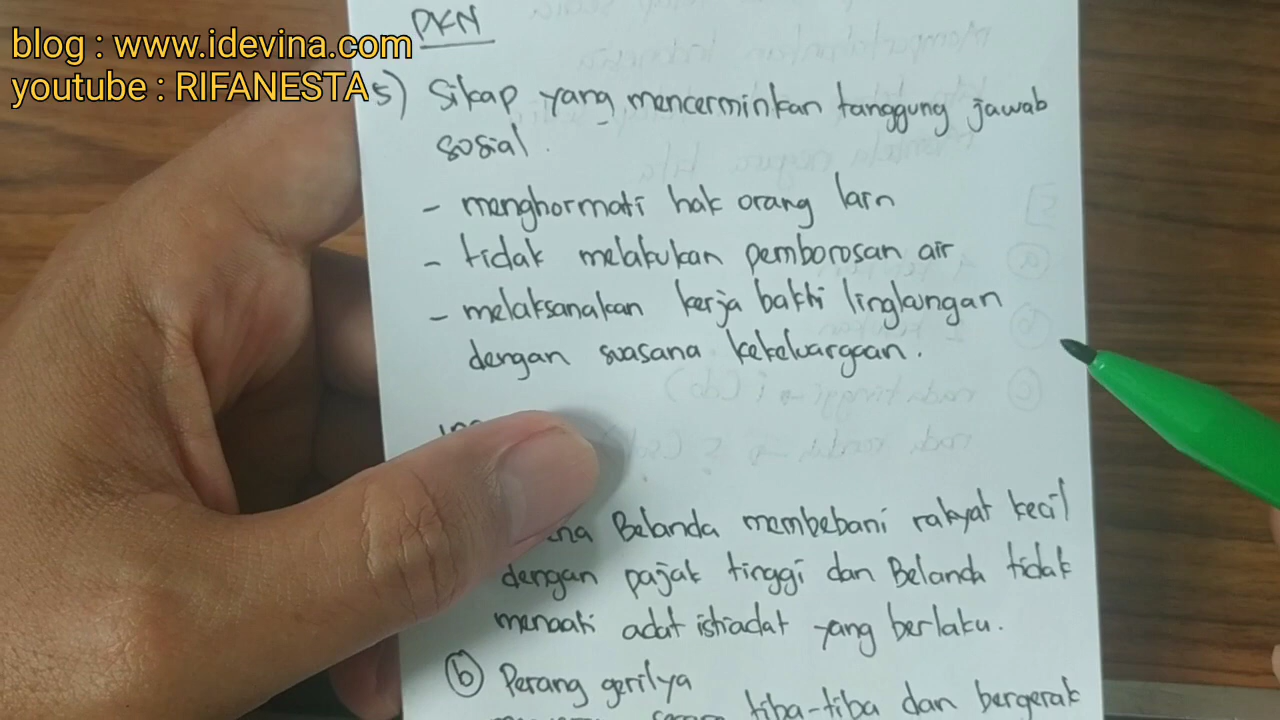 blog : www.idevina.com
youtube : RIFANESTA
PKN
5) Sikap yang mencerminkan tanggung jawab
sosial.
- menghormati hak orang lain
- tidak melakukan pemborosan air
- melaksanakan kerja bakti lingkungan
dengan suasana kekeluargaan.
Belanda membebani rakyat kecil
dengan pajak tinggi dan Belanda tidak
menaati adat istiadat yang berlaku.
b Perang gerilya
tiba-tiba dan bergerak